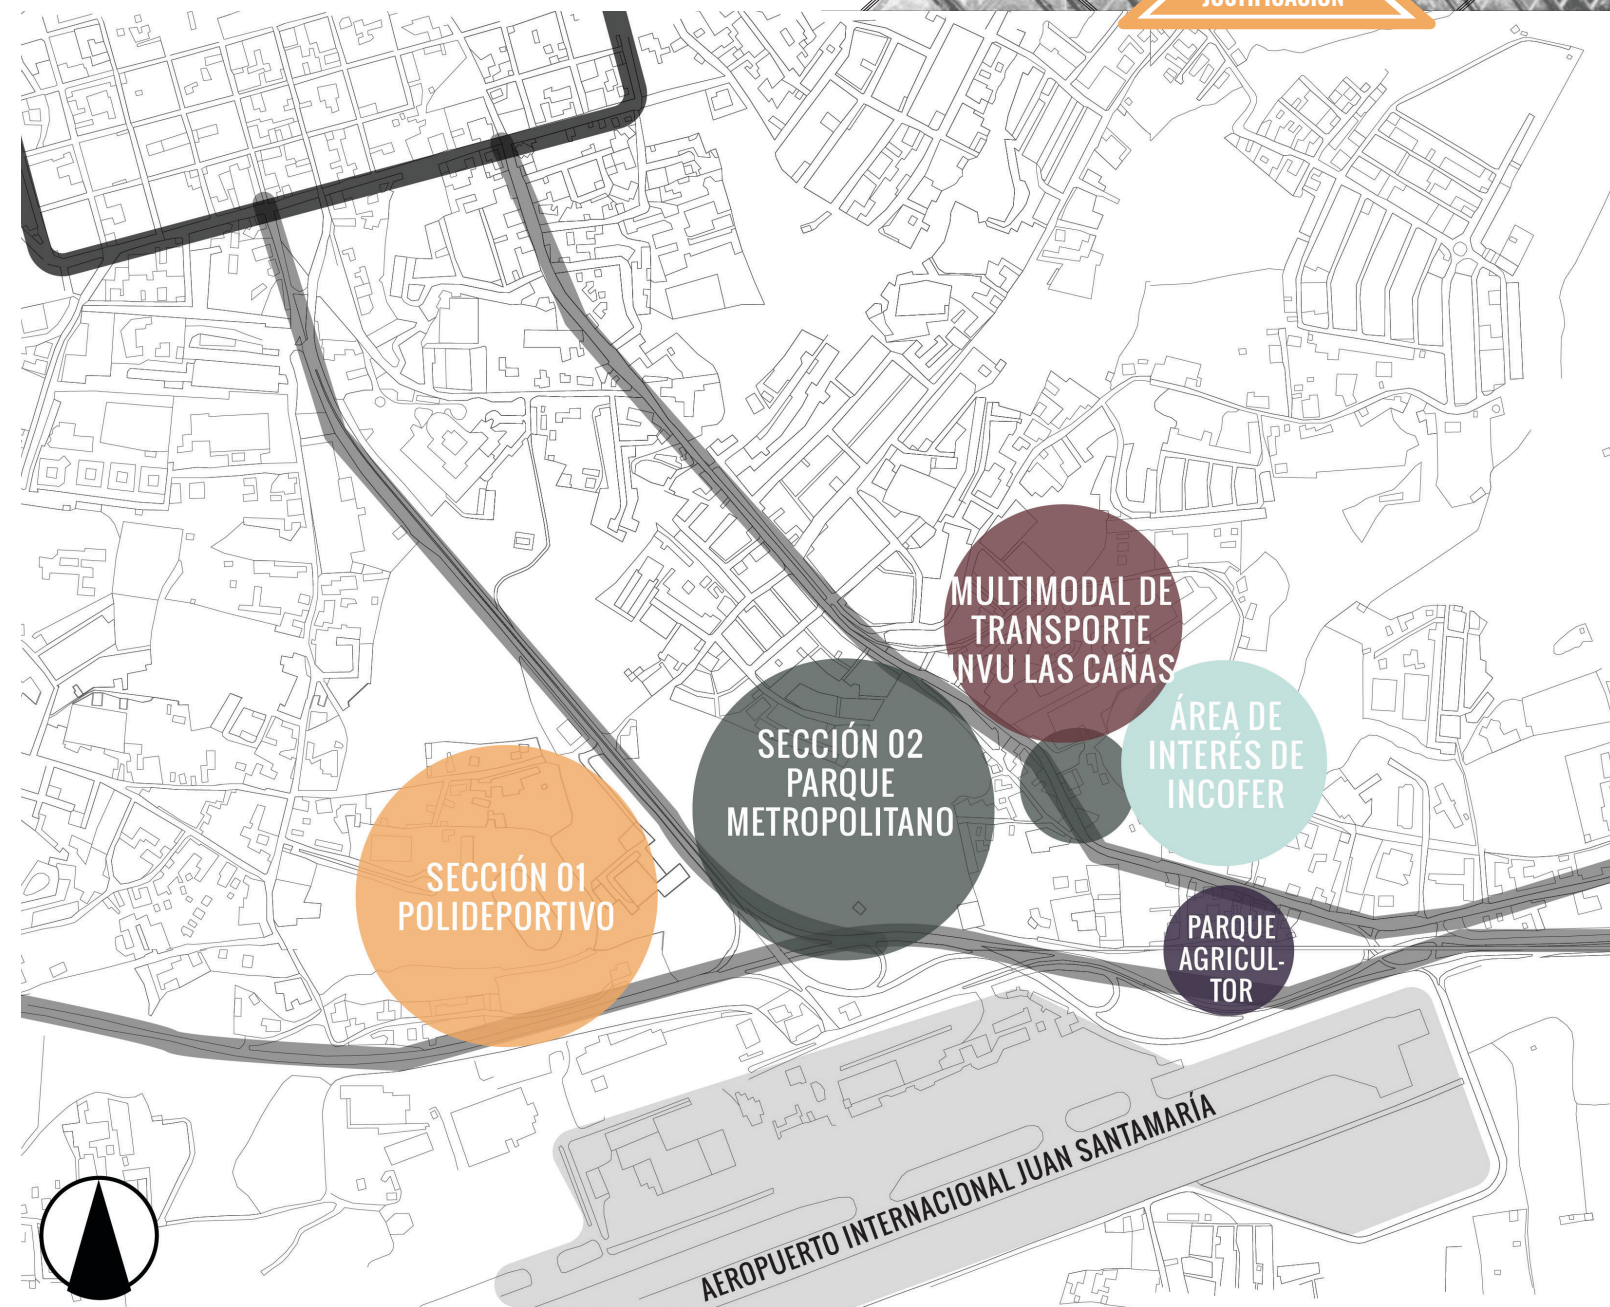 JUSTIFICACIÓN
MULTIMODAL DE
TRANSPORTE
INVU LAS CAÑAS
ÁREA DE
INTERÉS DE
INCOFER
SECCIÓN 02
PARQUE
METROPOLITANO
SECCIÓN 01
POLIDEPORTIVO
PARQUE
AGRICUL-
TOR
AEROPUERTO INTERNACIONAL JUAN SANTAMARÍA